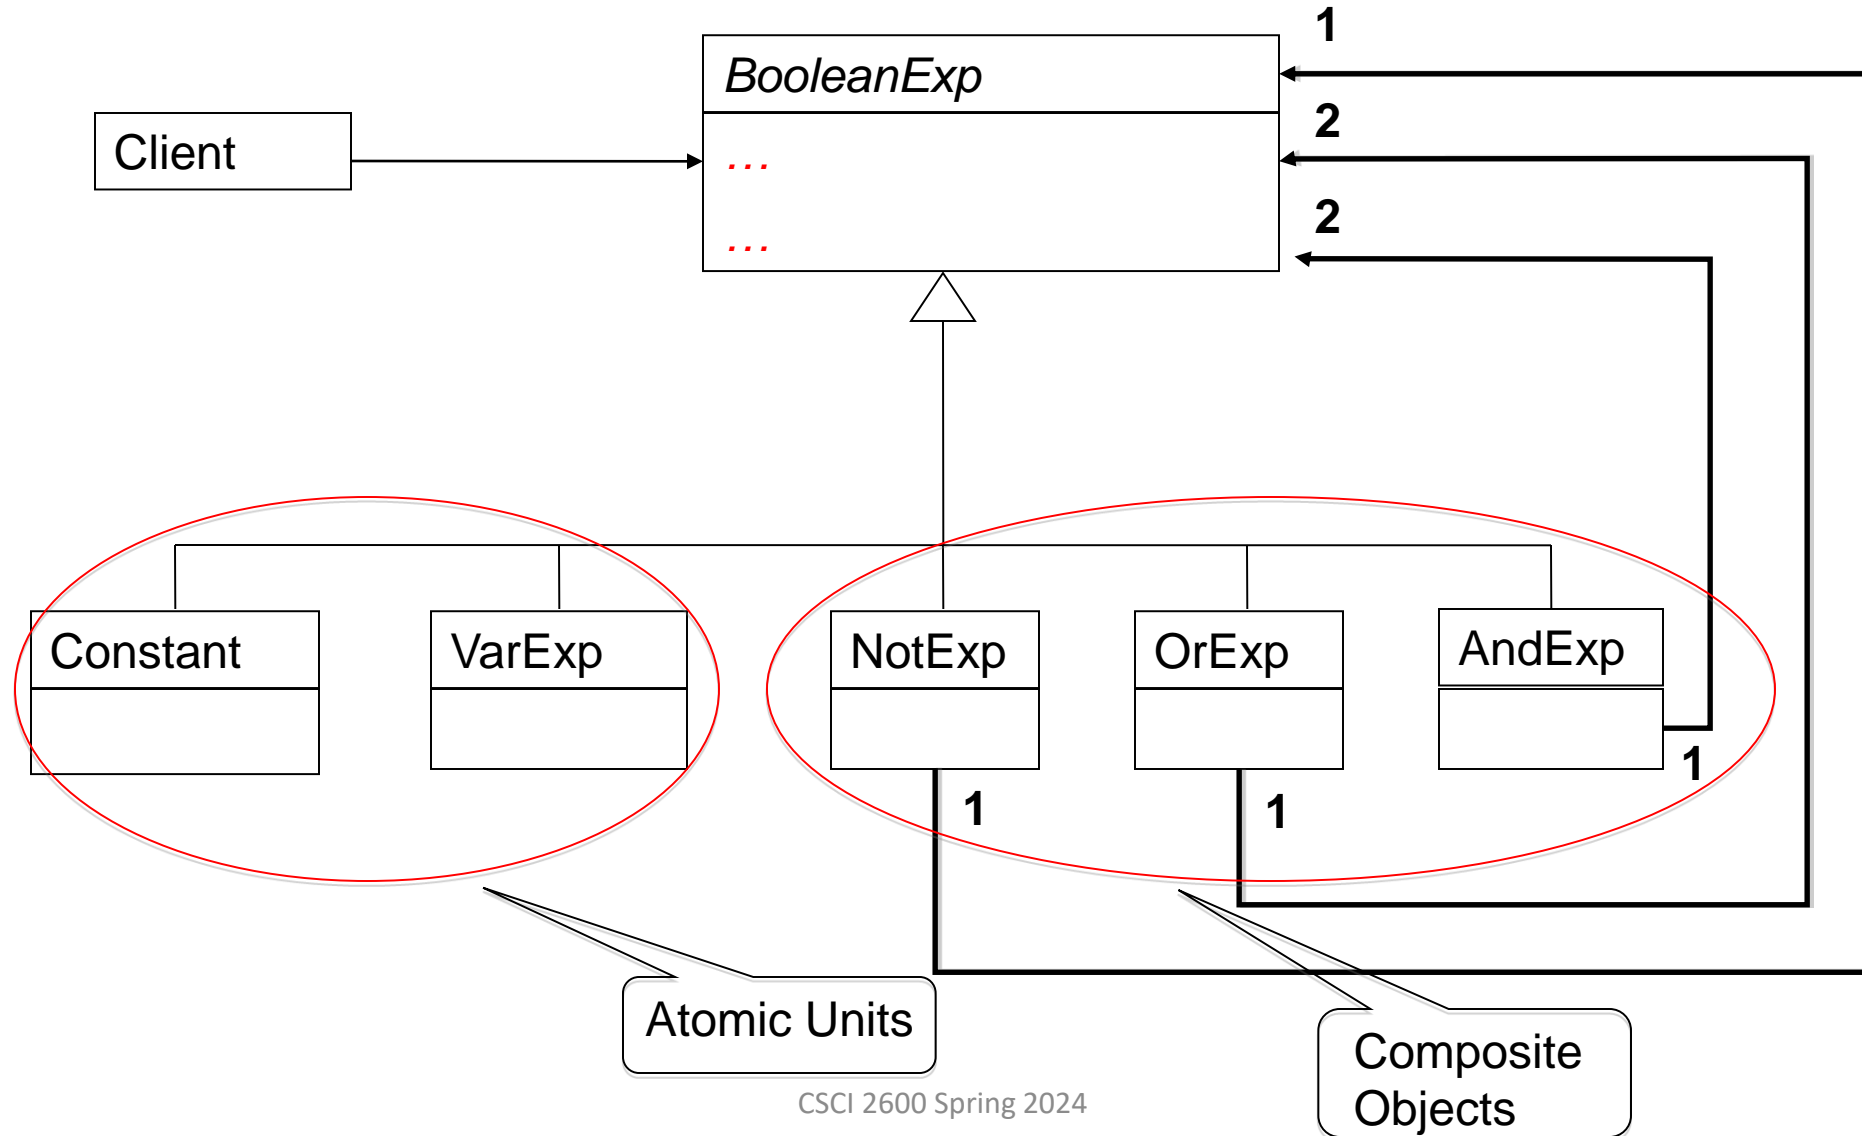 1
BooleanExp
2
Client
...
2
...
Constant
VarExp
NotExp
OrExp
AndExp
1
1
1
Atomic Units
Composite
Objects
CSCI 2600 Spring 2024